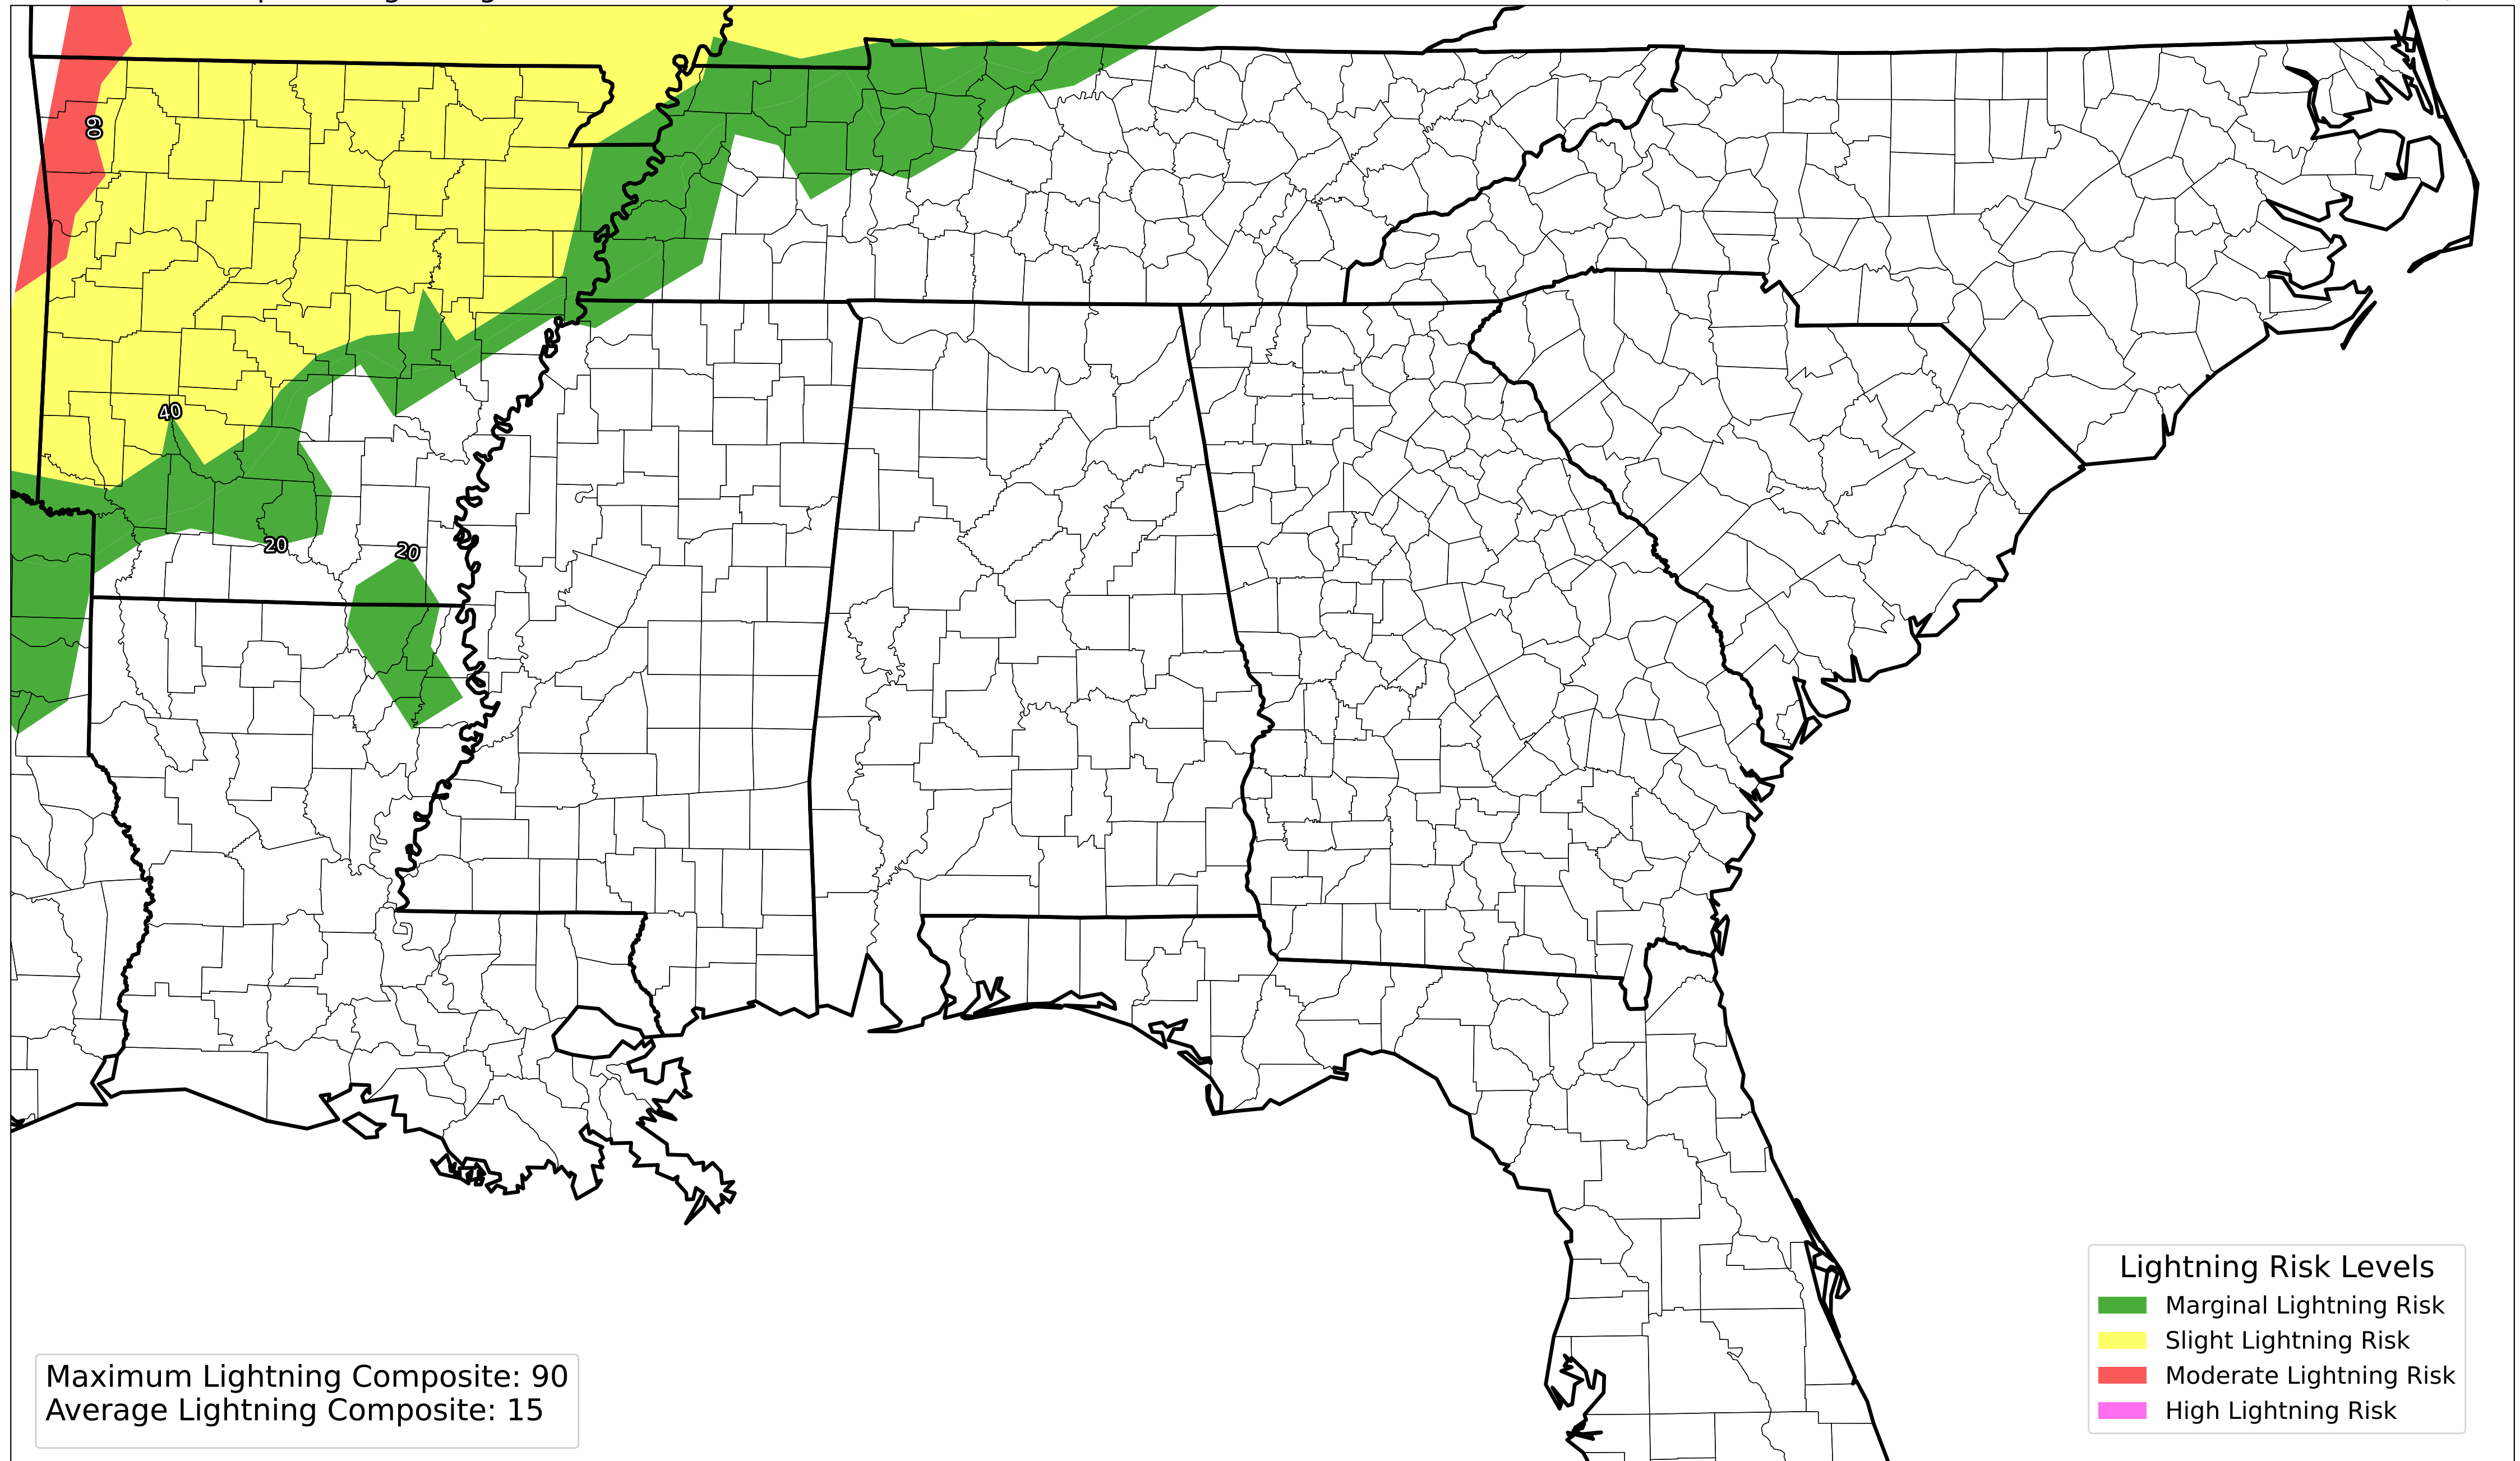 60
40
20
20
Lightning Risk Levels
Marginal Lightning Risk
Slight Lightning Risk
Moderate Lightning Risk
High Lightning Risk
Maximum Lightning Composite: 90
Average Lightning Composite: 15